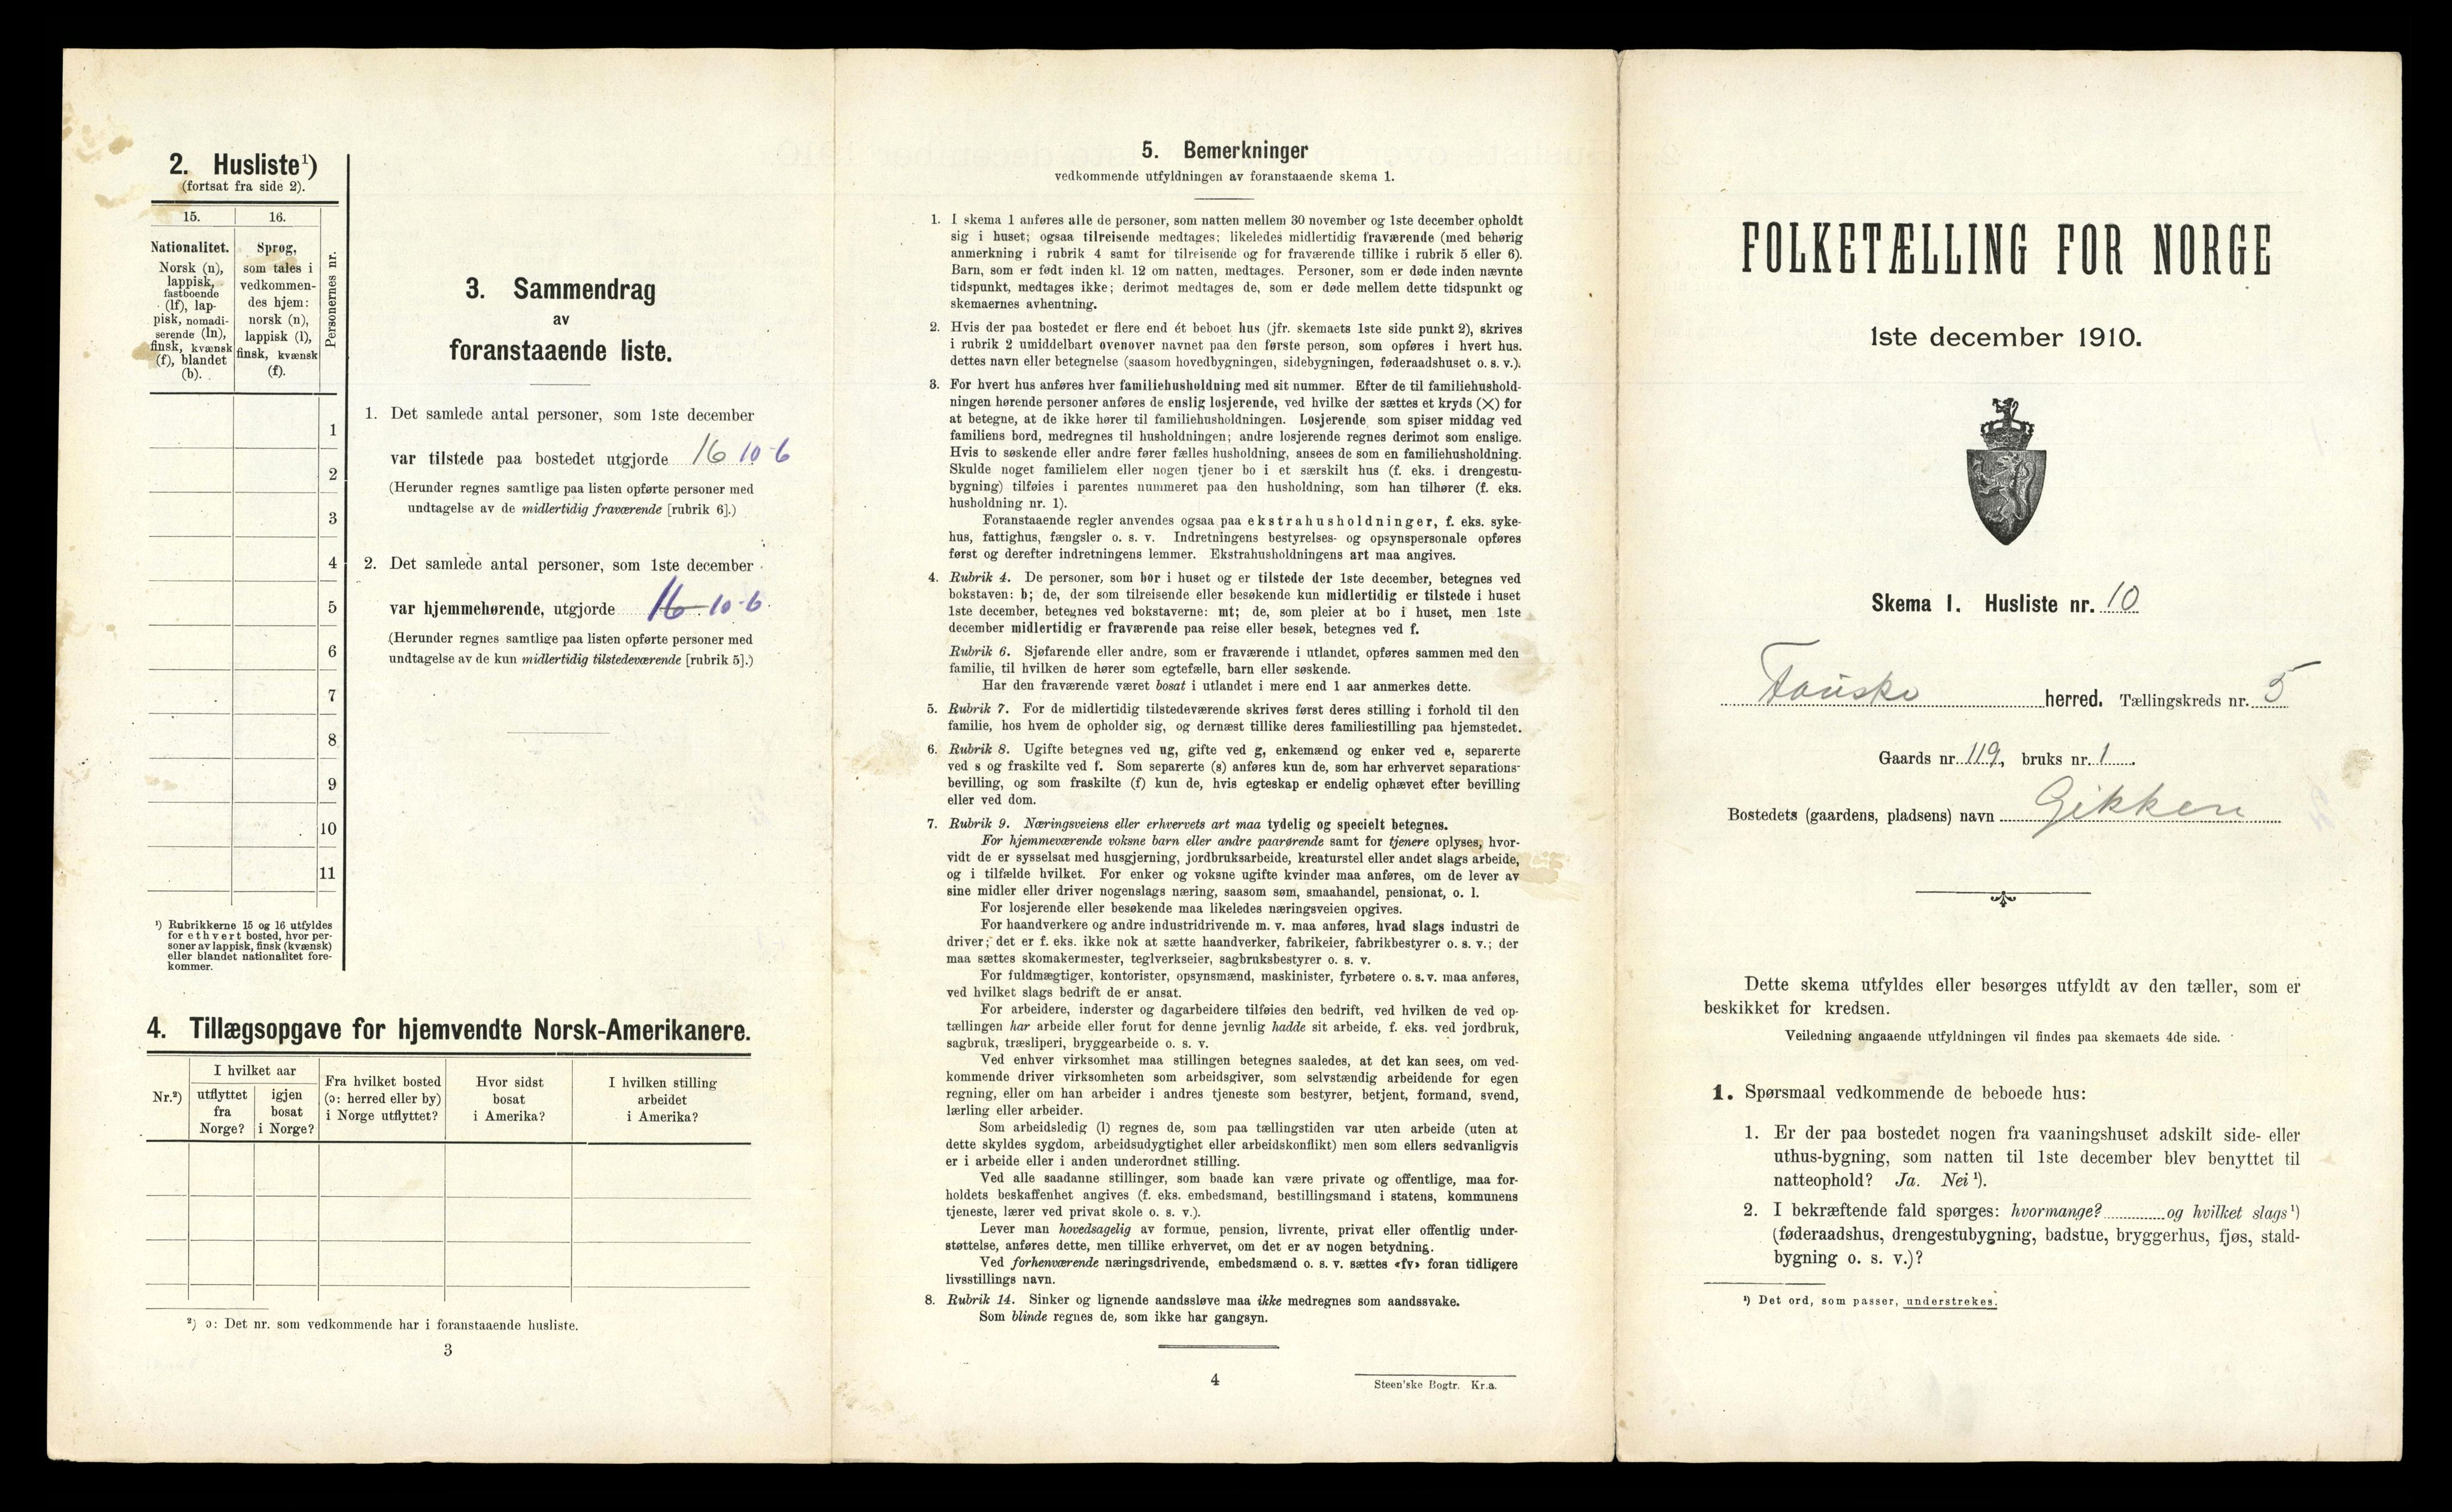 2. Husliste¹)
(fortsat fra side 2).
15.
16.
Personernes nr.
Nationalitet.
Norsk (n),
lappisk,
fastboende
(lf), lap-
pisk, nomadi-
serende (ln),
finsk, kvænsk
(f), blandet
(b).
Sprog,
som tales i
vedkommen-
des hjem:
norsk (n),
lappisk (l),
finsk, kvænsk
(f).
1
2
3
4
5
6
7
8
9
10
11
¹) Rubrikkerne 15 og 16 utfyldes
for ethvert bosted, hvor per-
soner av lappisk, finsk (kvænsk)
eller blandet nationalitet fore-
kommer.
3. Sammendrag
av
foranstaaende liste.
1. Det samlede antal personer, som 1ste december
var tilstede paa bostedet utgjorde 16 10-6
(Herunder regnes samtlige paa listen opførte personer med
undtagelse av de midlertidig fraværende [rubrik 6].)
2. Det samlede antal personer, som 1ste december
var hjemmehørende, utgjorde 16 10-6
(Herunder regnes samtlige paa listen opførte personer med
undtagelse av de kun midlertidig tilstedeværende [rubrik 5].)
4. Tillægsopgave for hjemvendte Norsk-Amerikanere.
Nr.²)
I hvilket aar
utflyttet
fra
Norge?
igjen
bosat
i Norge?
Fra hvilket bosted
(ɔ: herred eller by)
i Norge utflyttet?
Hvor sidst
bosat
i Amerika?
I hvilken stilling
arbeidet
i Amerika?
²) ɔ: Det nr. som vedkommende har i foranstaaende husliste.
3
5. Bemerkninger
vedkommende utfyldningen av foranstaaende skema 1.
1. I skema 1 anføres alle de personer, som natten mellem 30 november og 1ste december opholdt
sig i huset; ogsaa tilreisende medtages; likeledes midlertidig fraværende (med behørig
anmerkning i rubrik 4 samt for tilreisende og for fraværende tillike i rubrik 5 eller 6).
Barn, som er født inden kl. 12 om natten, medtages. Personer, som er døde inden nævnte
tidspunkt, medtages ikke; derimot medtages de, som er døde mellem dette tidspunkt og
skemaernes avhentning.
2. Hvis der paa bostedet er flere end ét beboet hus (jfr. skemaets 1ste side punkt 2), skrives
i rubrik 2 umiddelbart ovenover navnet paa den første person, som opføres i hvert hus.
dettes navn eller betegnelse (saasom hovedbygningen, sidebygningen, føderaadshuset o. s. v.).
3. For hvert hus anføres hver familiehusholdning med sit nummer. Efter de til familiehushold-
ningen hørende personer anføres de enslig losjerende, ved hvilke der sættes et kryds (×) for
at betegne, at de ikke hører til familiehusholdningen. Losjerende som spiser middag ved
familiens bord, medregnes til husholdningen; andre losjerende regnes derimot som enslige.
Hvis to søskende eller andre fører fælles husholdning, ansees de som en familiehusholdning.
Skulde noget familielem eller nogen tjener bo i et særskilt hus (f. eks. i drengestu-
bygning) tilføies i parentes nummeret paa den husholdning, som han tilhører (f. eks.
husholdning nr. 1).
Foranstaaende regler anvendes ogsaa paa ekstrahusholdninger, f. eks. syke-
hus, fattighus, fængsler o. s. v. Indretningens bestyrelses- og opsynspersonale opføres
først og derefter indretningens lemmer. Ekstrahusholdningens art maa angives.
4. Rubrik 4. De personer, som bor i huset og er tilstede der 1ste december, betegnes ved
bokstaven: b; de, der som tilreisende eller besøkende kun midlertidig er tilstede i huset
1ste december, betegnes ved bokstaverne: mt; de, som pleier at bo i huset, men 1ste
december midlertidig er fraværende paa reise eller besøk, betegnes ved f.
Rubrik 6. Sjøfarende eller andre, som er fraværende i utlandet, opføres sammen med den
familie, til hvilken de hører som egtefælle, barn eller søskende.
Har den fraværende været bosat i utlandet i mere end 1 aar anmerkes dette.
5. Rubrik 7. For de midlertidig tilstedeværende skrives først deres stilling i forhold til den
familie, hos hvem de opholder sig, og dernæst tillike deres familiestilling paa hjemstedet.
6. Rubrik 8. Ugifte betegnes ved ug, gifte ved g, enkemænd og enker ved e, separerte
ved s og fraskilte ved f. Som separerte (s) anføres kun de, som har erhvervet separations-
bevilling, og som fraskilte (f) kun de, hvis egteskap er endelig ophævet efter bevilling
eller ved dom.
7. Rubrik 9. Næringsveiens eller erhvervets art maa tydelig og specielt betegnes.
For hjemmeværende voksne barn eller andre paarørende samt for tjenere oplyses, hvor-
vidt de er sysselsat med husgjerning, jordbruksarbeide, kreaturstel eller andet slags arbeide,
og i tilfælde hvilket. For enker og voksne ugifte kvinder maa anføres, om de lever av
sine midler eller driver nogenslags næring, saasom søm, smaahandel, pensionat, o. l.
For losjerende eller besøkende maa likeledes næringsveien opgives.
For haandverkere og andre industridrivende m. v. maa anføres, hvad slags industri de
driver; det er f. eks. ikke nok at sætte haandverker, fabrikeier, fabrikbestyrer o. s. v.; der
maa sættes skomakermester, teglverkseier, sagbruksbestyrer o. s. v.
For fuldmægtiger, kontorister, opsynsmænd, maskinister, fyrbøtere o. s. v. maa anføres,
ved hvilket slags bedrift de er ansat.
For arbeidere, inderster og dagarbeidere tilføies den bedrift, ved hvilken de ved op-
tællingen har arbeide eller forut for denne jevnlig hadde sit arbeide, f. eks. ved jordbruk,
sagbruk, træsliperi, bryggearbeide o. s. v.
Ved enhver virksomhet maa stillingen betegnes saaledes, at det kan sees, om ved-
kommende driver virksomheten som arbeidsgiver, som selvstændig arbeidende for egen
regning, eller om han arbeider i andres tjeneste som bestyrer, betjent, formand, svend,
lærling eller arbeider.
Som arbeidsledig (l) regnes de, som paa tællingstiden var uten arbeide (uten at
dette skyldes sygdom, arbeidsudygtighet eller arbeidskonflikt) men som ellers sedvanligvis
er i arbeide eller i anden underordnet stilling.
Ved alle saadanne stillinger, som baade kan være private og offentlige, maa for-
holdets beskaffenhet angives (f. eks. embedsmand, bestillingsmand i statens, kommunens
tjeneste, lærer ved privat skole o. s. v.).
Lever man hovedsagelig av formue, pension, livrente, privat eller offentlig under-
støttelse, anføres dette, men tillike erhvervet, om det er av nogen betydning.
Ved forhenværende næringsdrivende, embedsmænd o. s. v. sættes «fv» foran tidligere
livsstillings navn.
8. Rubrik 14. Sinker og lignende aandssløve maa ikke medregnes som aandssvake.
Som blinde regnes de, som ikke har gangsyn.
4
Steen'ske Bogtr. Kr.a.
FOLKETÆLLING FOR NORGE
1ste december 1910.
Skema I. Husliste nr. 10
Fauske herred. Tællingskreds nr. 5
Gaards nr. 119, bruks nr. 1.
Bostedets (gaardens, pladsens) navn Gikken
Dette skema utfyldes eller besørges utfyldt av den tæller, som er
beskikket for kredsen.
Veiledning angaaende utfyldningen vil findes paa skemaets 4de side.
1. Spørsmaal vedkommende de beboede hus:
1. Er der paa bostedet nogen fra vaaningshuset adskilt side- eller
uthus-bygning, som natten til 1ste december blev benyttet til
natteophold? Ja. Nei ¹).
2. I bekræftende fald spørges: hvormange? og hvilket slags ¹)
(føderaadshus, drengestubygning, badstue, bryggerhus, fjøs, stald-
bygning o. s. v.)?
¹) Det ord, som passer, understrekes.